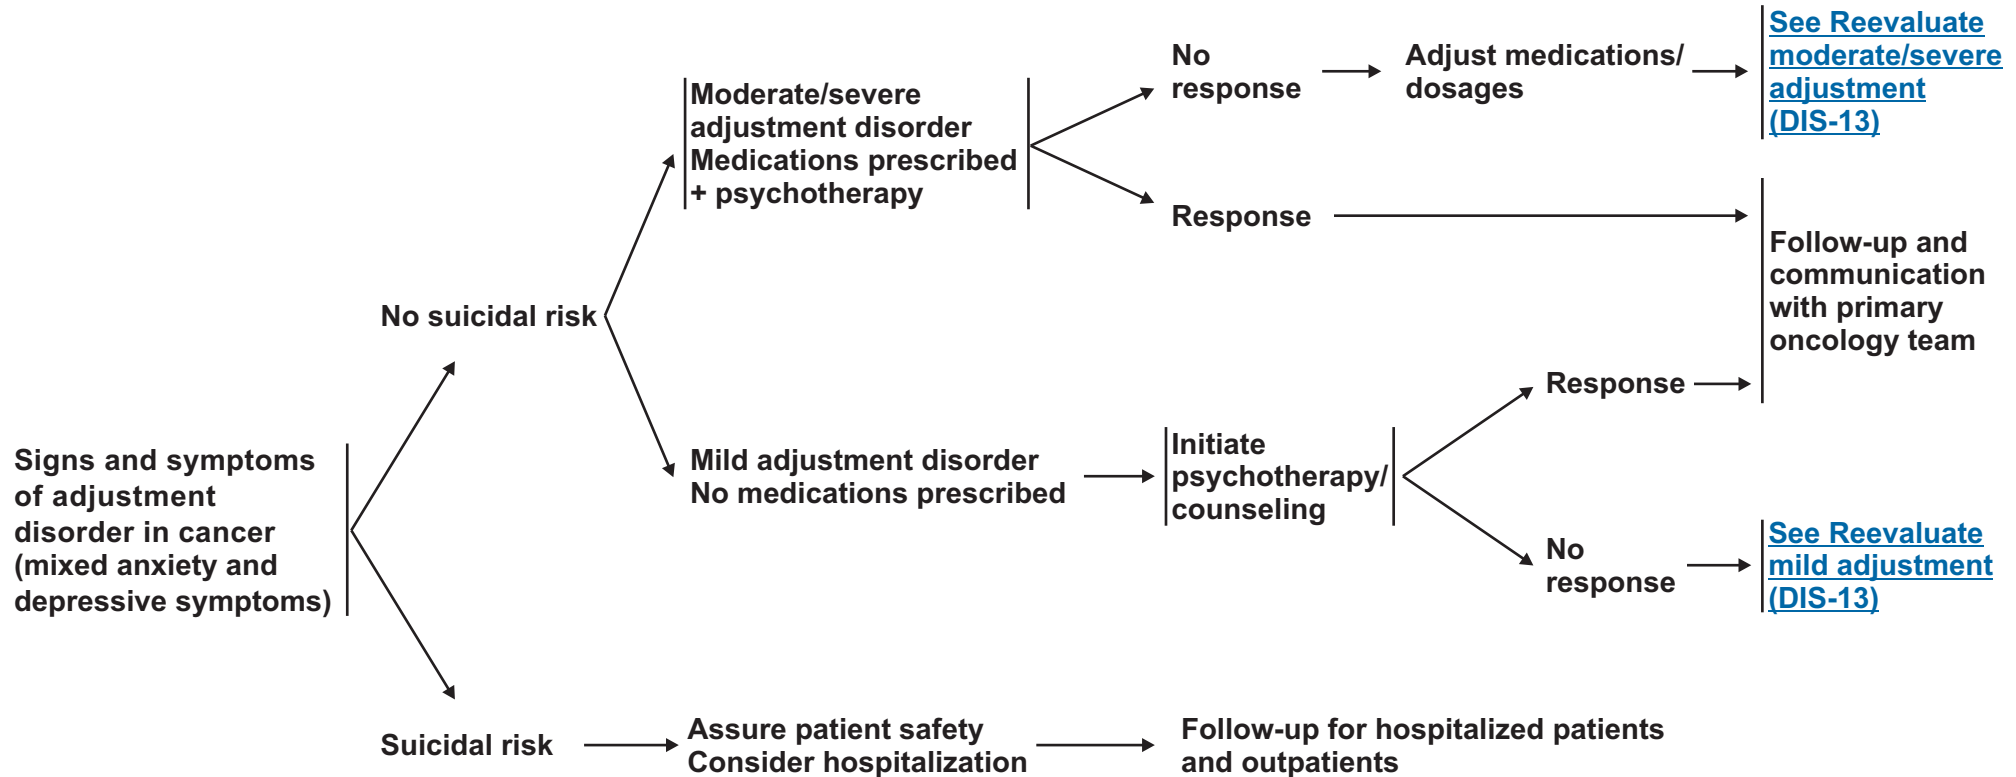 Signs and symptoms
of adjustment
disorder in cancer
(mixed anxiety and
depressive symptoms)
No suicidal risk
Moderate/severe
adjustment disorder
Medications prescribed
+ psychotherapy
No
response
Adjust medications/
dosages
See Reevaluate
moderate/severe
adjustment
(DIS-13)
Response
Follow-up and
communication
with primary
oncology team
Mild adjustment disorder
No medications prescribed
Initiate
psychotherapy/
counseling
Response
No
response
See Reevaluate
mild adjustment
(DIS-13)
Suicidal risk
Assure patient safety
Consider hospitalization
Follow-up for hospitalized patients
and outpatients